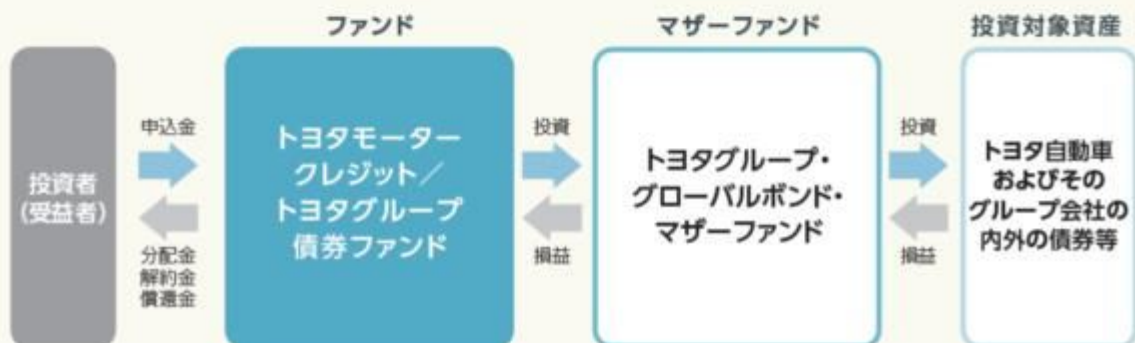 ファンド
マザーファンド
投資対象資産
投資者
(受益者)
申込金
分配金
解約金
償還金
トヨタモーター
クレジット／
トヨタグループ
債券ファンド
投資
損益
トヨタグループ・
グローバルボンド・
マザーファンド
投資
損益
トヨタ自動車
およびその
グループ会社の
内外の債券等